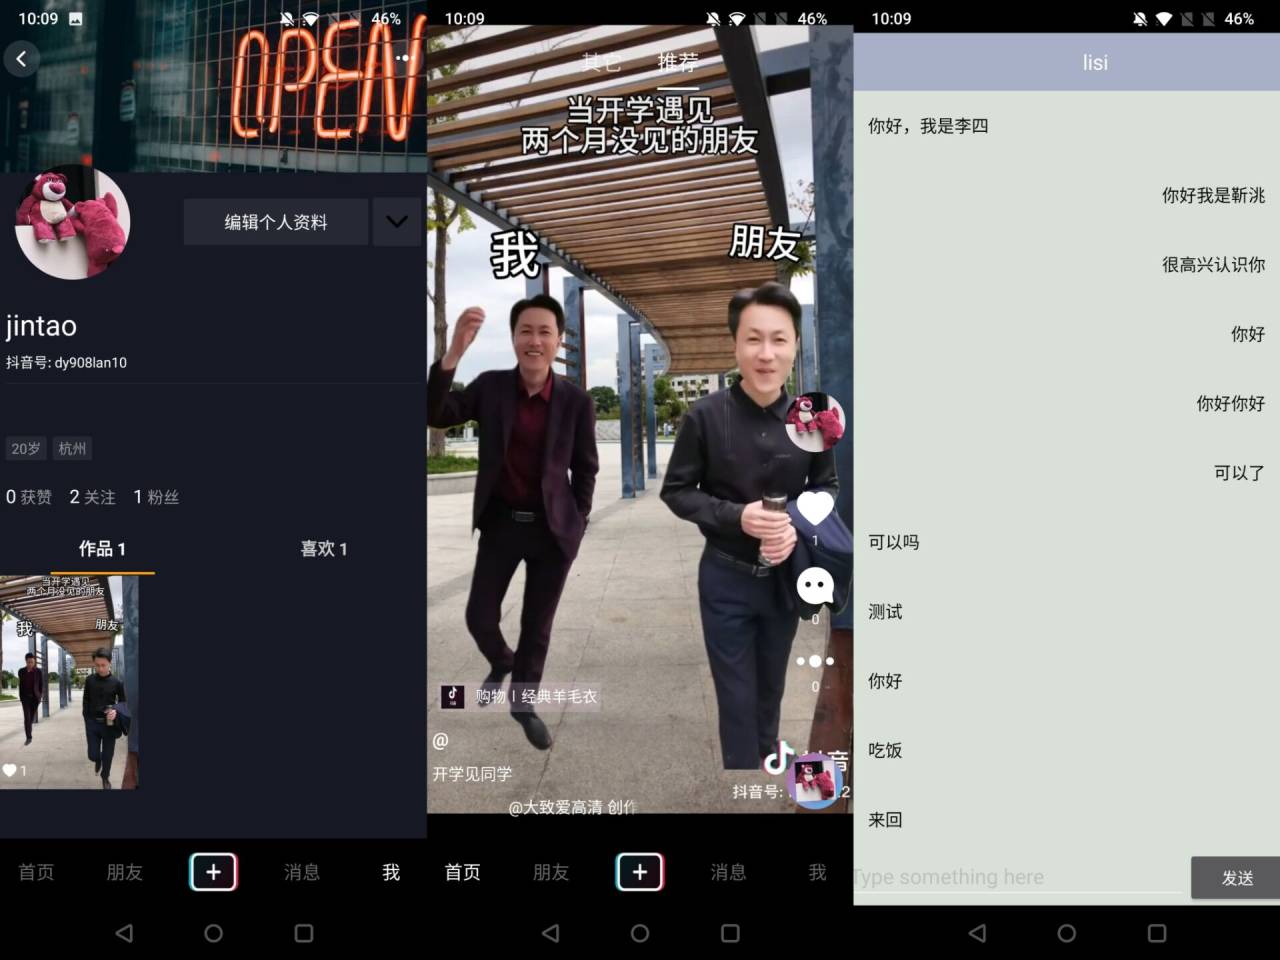 10:09
46%
OPEN
编辑个人资料
jintao
抖音号: dy908lan10
20岁
杭州
0 获赞 2 关注 1 粉丝
作品 1
喜欢 1
当开学遇见
两个月没见的朋友
我
朋友
1
首页
朋友
消息
我
10:09
46%
其它
推荐
当开学遇见
两个月没见的朋友
我
朋友
1
0
0
购物 | 经典羊毛衣
@
开学见同学
@大致爱高清 创作
音
抖音号:
.2
首页
朋友
消息
我
10:09
46%
lisi
你好，我是李四
你好我是靳洮
很高兴认识你
你好
你好你好
可以了
可以吗
测试
你好
吃饭
来回
Type something here
发送